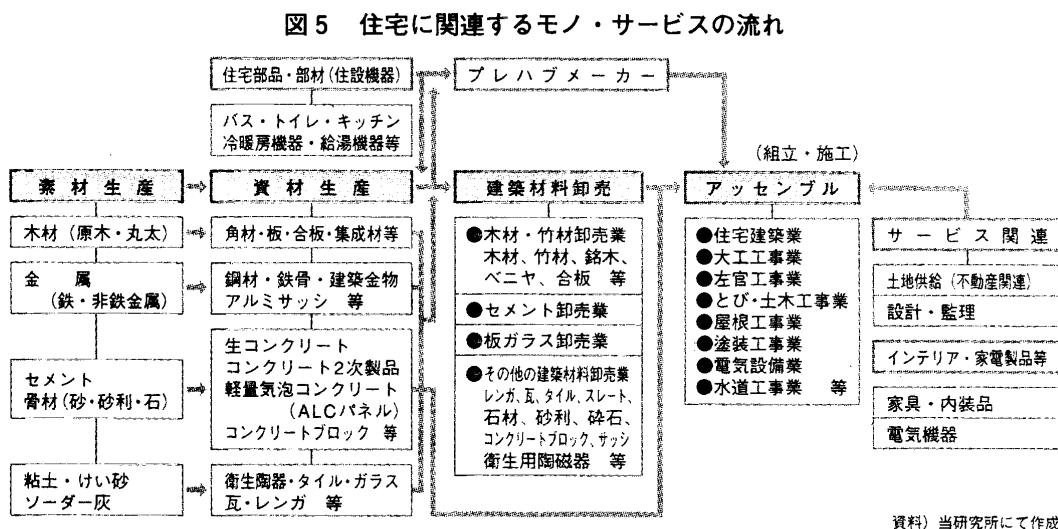 図5 住宅に関連するモノ・サービスの流れ
住宅部品・部材(住設機器)
バス・トイレ・キッチン
冷暖房機器・給湯機器等
プレハブメーカー
素材生産
木材(原木・丸太)
金属
(鉄・非鉄金属)
セメント
骨材(砂・砂利・石)
粘土・けい砂
ソーダー灰
資材生産
角材・板・合板・集成材等
鋼材・鉄骨・建築金物
アルミサッシ 等
生コンクリート
コンクリート2次製品
軽量気泡コンクリート
(ALCパネル)
コンクリートブロック 等
衛生陶器・タイル・ガラス
瓦・レンガ 等
建築材料卸売
●木材・竹材卸売業
木材、竹材、銘木、
ベニヤ、合板 等
●セメント卸売業
●板ガラス卸売業
●その他の建築材料卸売業
レンガ、瓦、タイル、スレート、
石材、砂利、砕石、
コンクリートブロック、サッシ
衛生用陶磁器 等
(組立・施工)
アッセンブル
●住宅建築業
●大工工事業
●左官工事業
●とび・土木工事業
●屋根工事業
●塗装工事業
●電気設備業
●水道工事業 等
サービス関連
土地供給(不動産関連)
設計・監理
インテリア・家電製品等
家具・内装品
電気機器
資料)当研究所にて作成